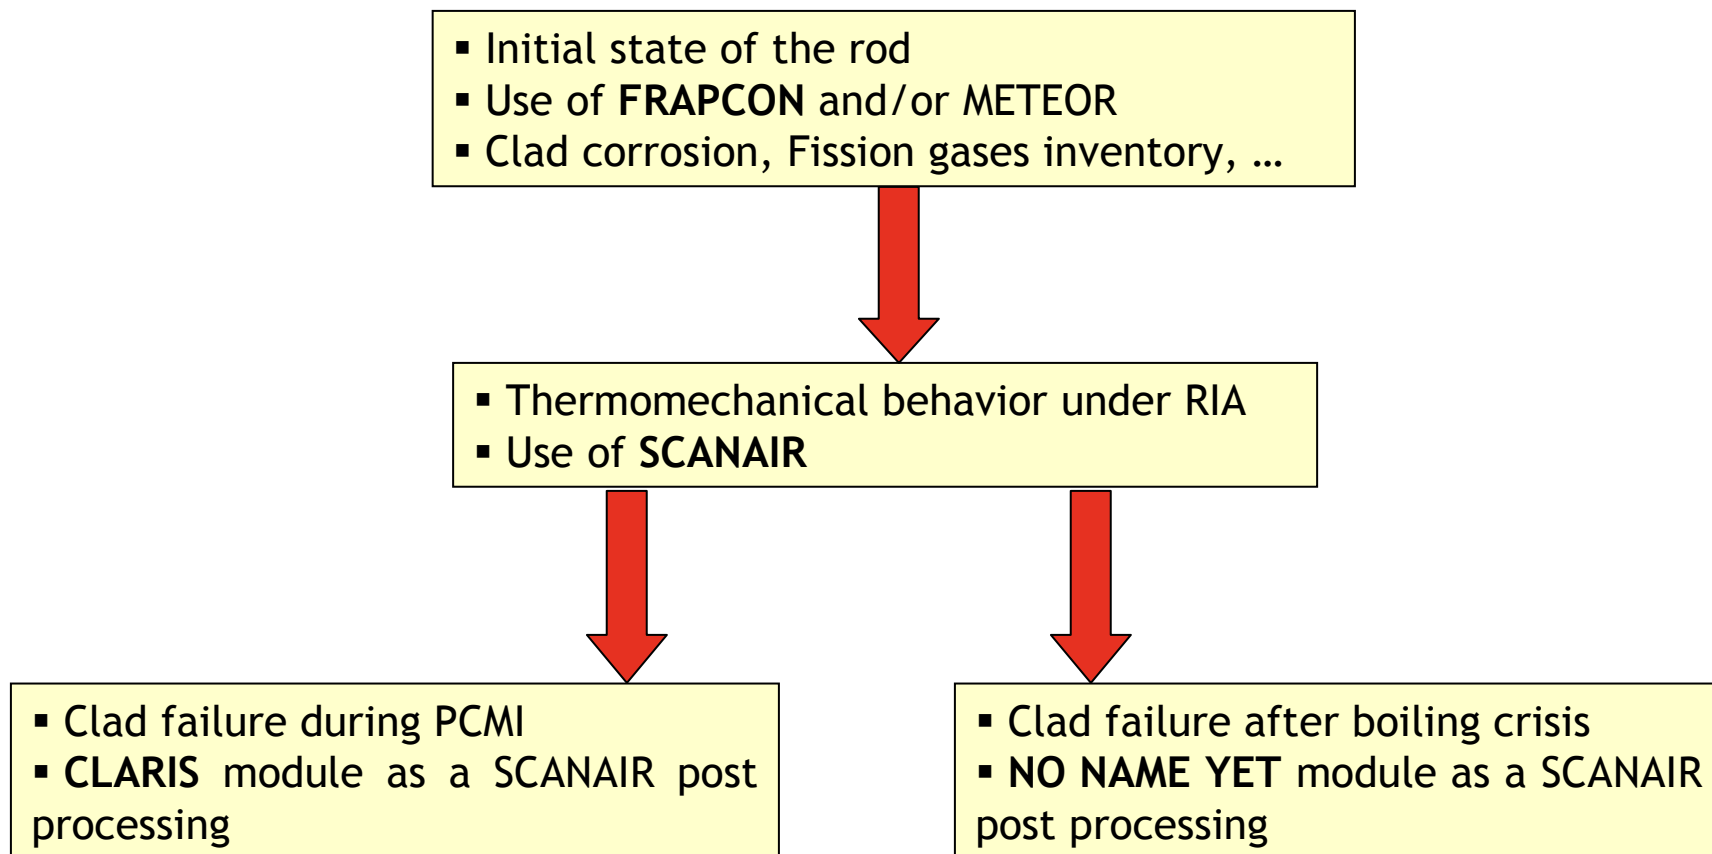 ▪ Initial state of the rod
▪ Use of FRAPCON and/or METEOR
▪ Clad corrosion, Fission gases inventory, …
▪ Thermomechanical behavior under RIA
▪ Use of SCANAIR
▪ Clad failure during PCMI
▪ CLARIS module as a SCANAIR post
processing
▪ Clad failure after boiling crisis
▪ NO NAME YET module as a SCANAIR
post processing